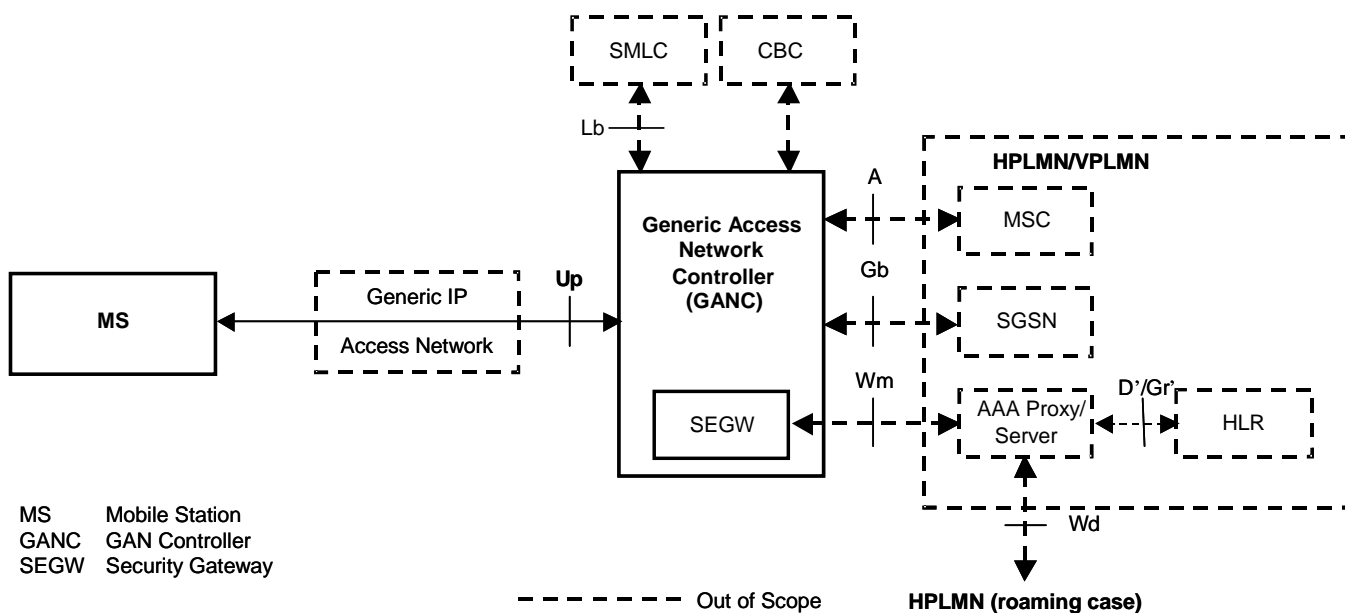 SMLC
CBC
Lb
HPLMN/VPLMN
A
MSC
Generic Access
Network
Controller
(GANC)
Gb
Up
Generic IP
MS
SGSN
Access Network
Wm
D’/Gr’
SEGW
AAA Proxy/
Server
HLR
MS Mobile Station
GANC GAN Controller
SEGW Security Gateway
Wd
Out of Scope
HPLMN (roaming case)